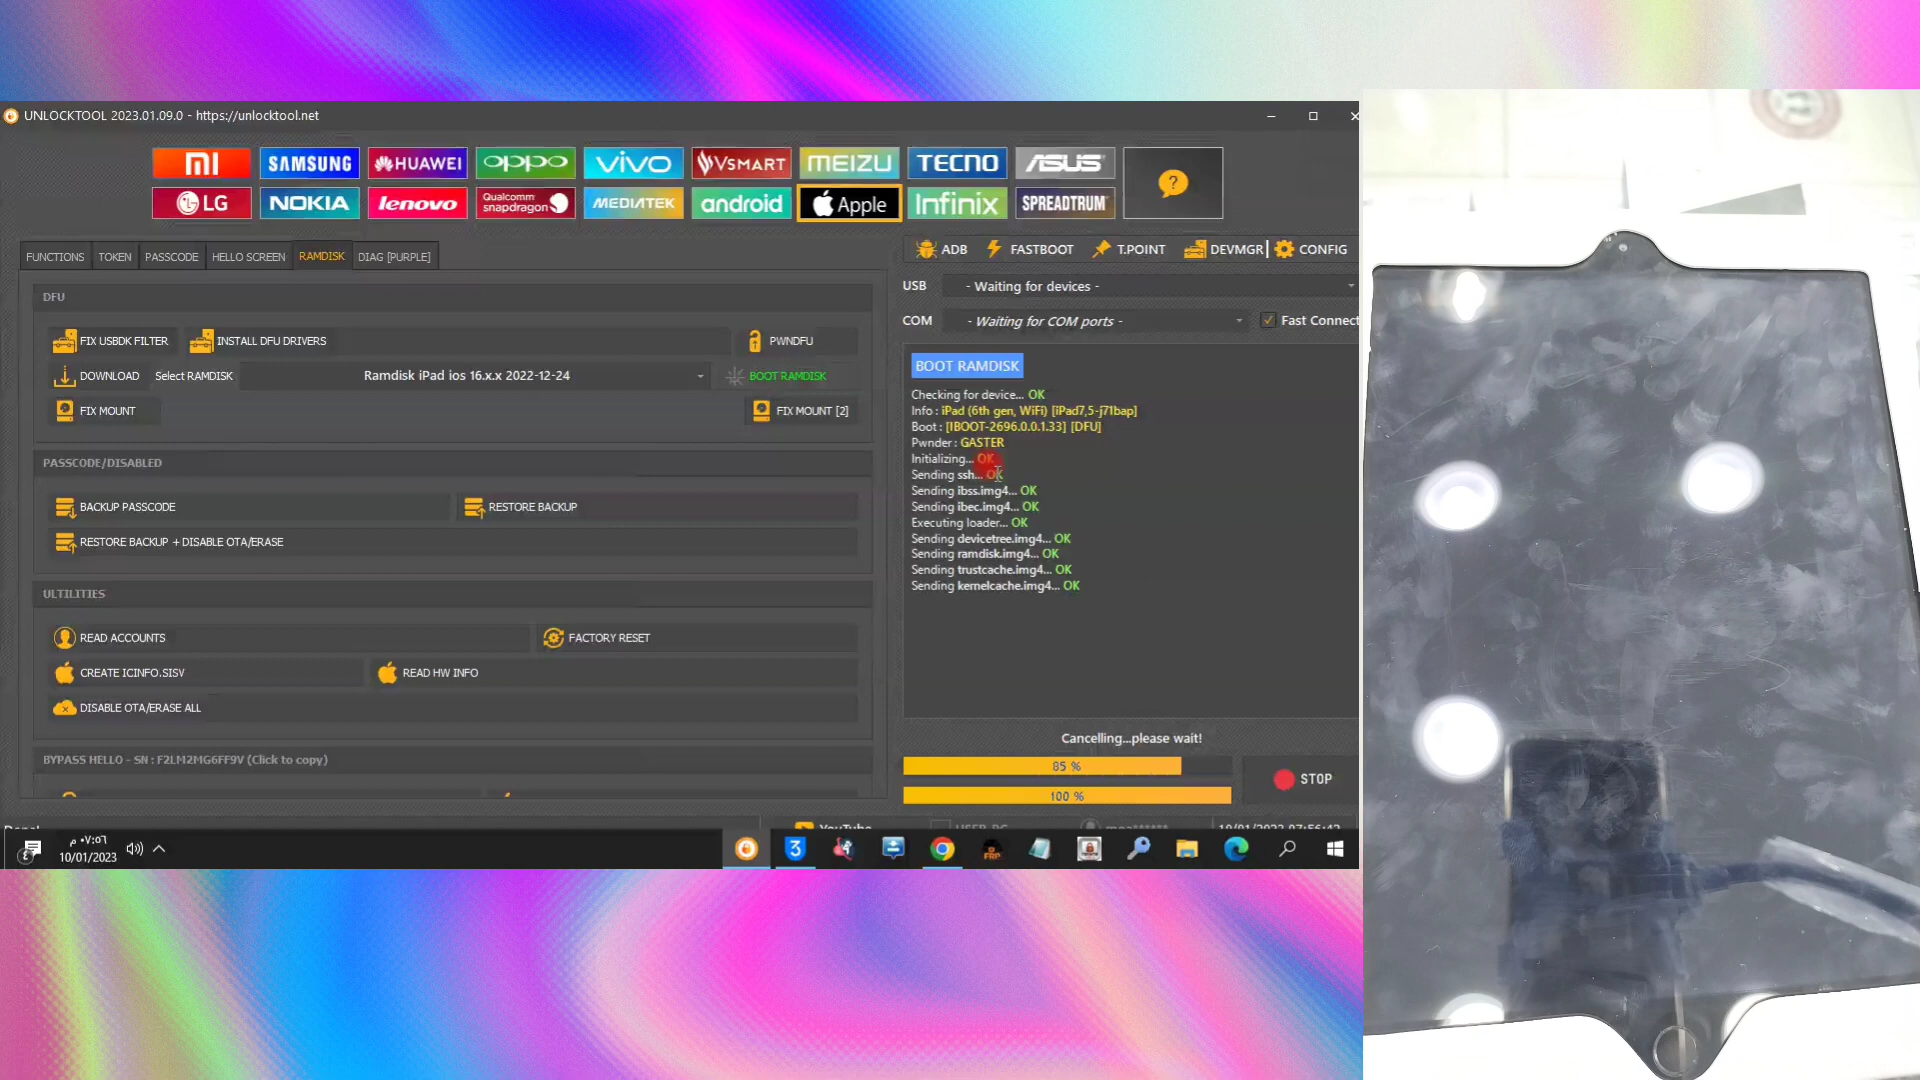 UNLOCKTOOL 2023.01.09.0 - https://unlocktool.net
MI SAMSUNG HUAWEI oppo vivo VSMART MEIZU TECNO ASUS ?
LG NOKIA lenovo Qualcomm snapdragon MEDIATEK android Apple Infinix SPREADTRUM
FUNCTIONS TOKEN PASSCODE HELLO SCREEN RAMDISK DIAG [PURPLE]
ADB FASTBOOT T.POINT DEVMGR CONFIG
USB - Waiting for devices -
COM - Waiting for COM ports - Fast Connect
DFU
FIX USBDK FILTER INSTALL DFU DRIVERS PWNDFU
DOWNLOAD Select RAMDISK Ramdisk iPad ios 16.x.x 2022-12-24 BOOT RAMDISK
FIX MOUNT FIX MOUNT [2]
PASSCODE/DISABLED
BACKUP PASSCODE RESTORE BACKUP
RESTORE BACKUP + DISABLE OTA/ERASE
ULTILITIES
READ ACCOUNTS FACTORY RESET
CREATE ICINFO.SISV READ HW INFO
DISABLE OTA/ERASE ALL
BYPASS HELLO - SN : F2LM2MG6FF9V (Click to copy)
BOOT RAMDISK
Checking for device... OK
Info : iPad (6th gen, WiFi) [iPad7,5-j71bap]
Boot : [IBOOT-2696.0.0.1.33] [DFU]
Pwnder : GASTER
Initializing... OK
Sending ssh... OK
Sending ibss.img4... OK
Sending ibec.img4... OK
Executing loader... OK
Sending devicetree.img4... OK
Sending ramdisk.img4... OK
Sending trustcache.img4... OK
Sending kernelcache.img4... OK
Cancelling...please wait!
85 %
100 %
STOP
YouTube USER-PC
٠٧:٥٦ م
10/01/2023
3
FRP